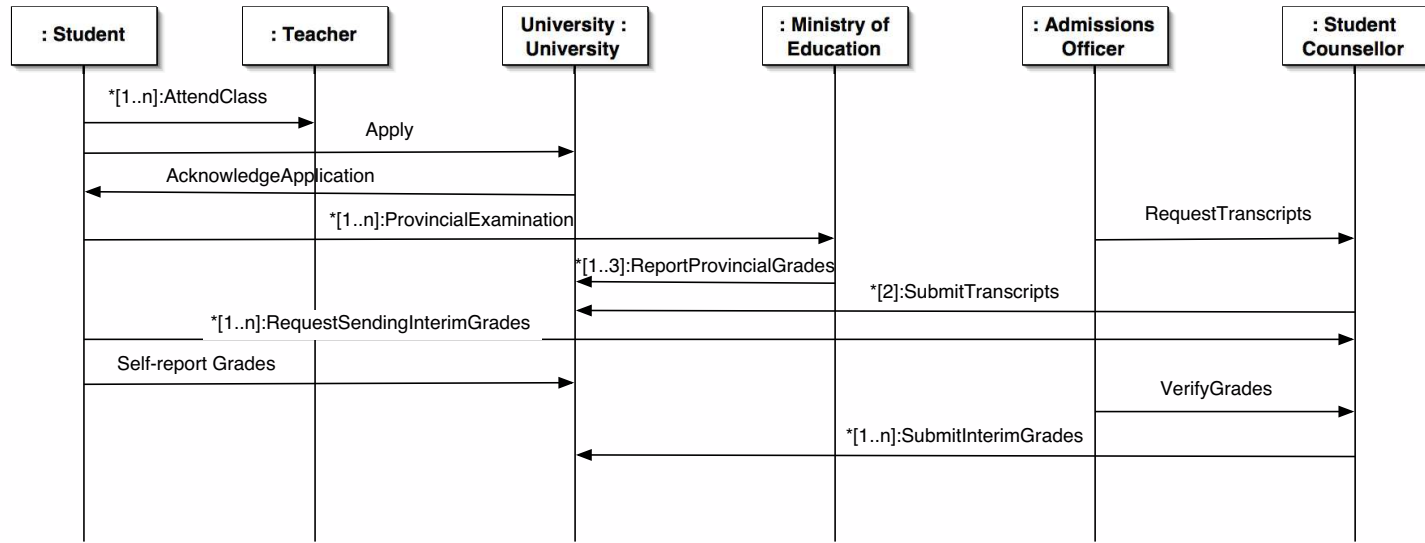 : Student
: Teacher
University :
University
: Ministry of
Education
: Admissions
Officer
: Student
Counsellor
*[1..n]:AttendClass
Apply
AcknowledgeApplication
*[1..n]:ProvincialExamination
RequestTranscripts
*[1..3]:ReportProvincialGrades
*[2]:SubmitTranscripts
*[1..n]:RequestSendingInterimGrades
Self-report Grades
VerifyGrades
*[1..n]:SubmitInterimGrades